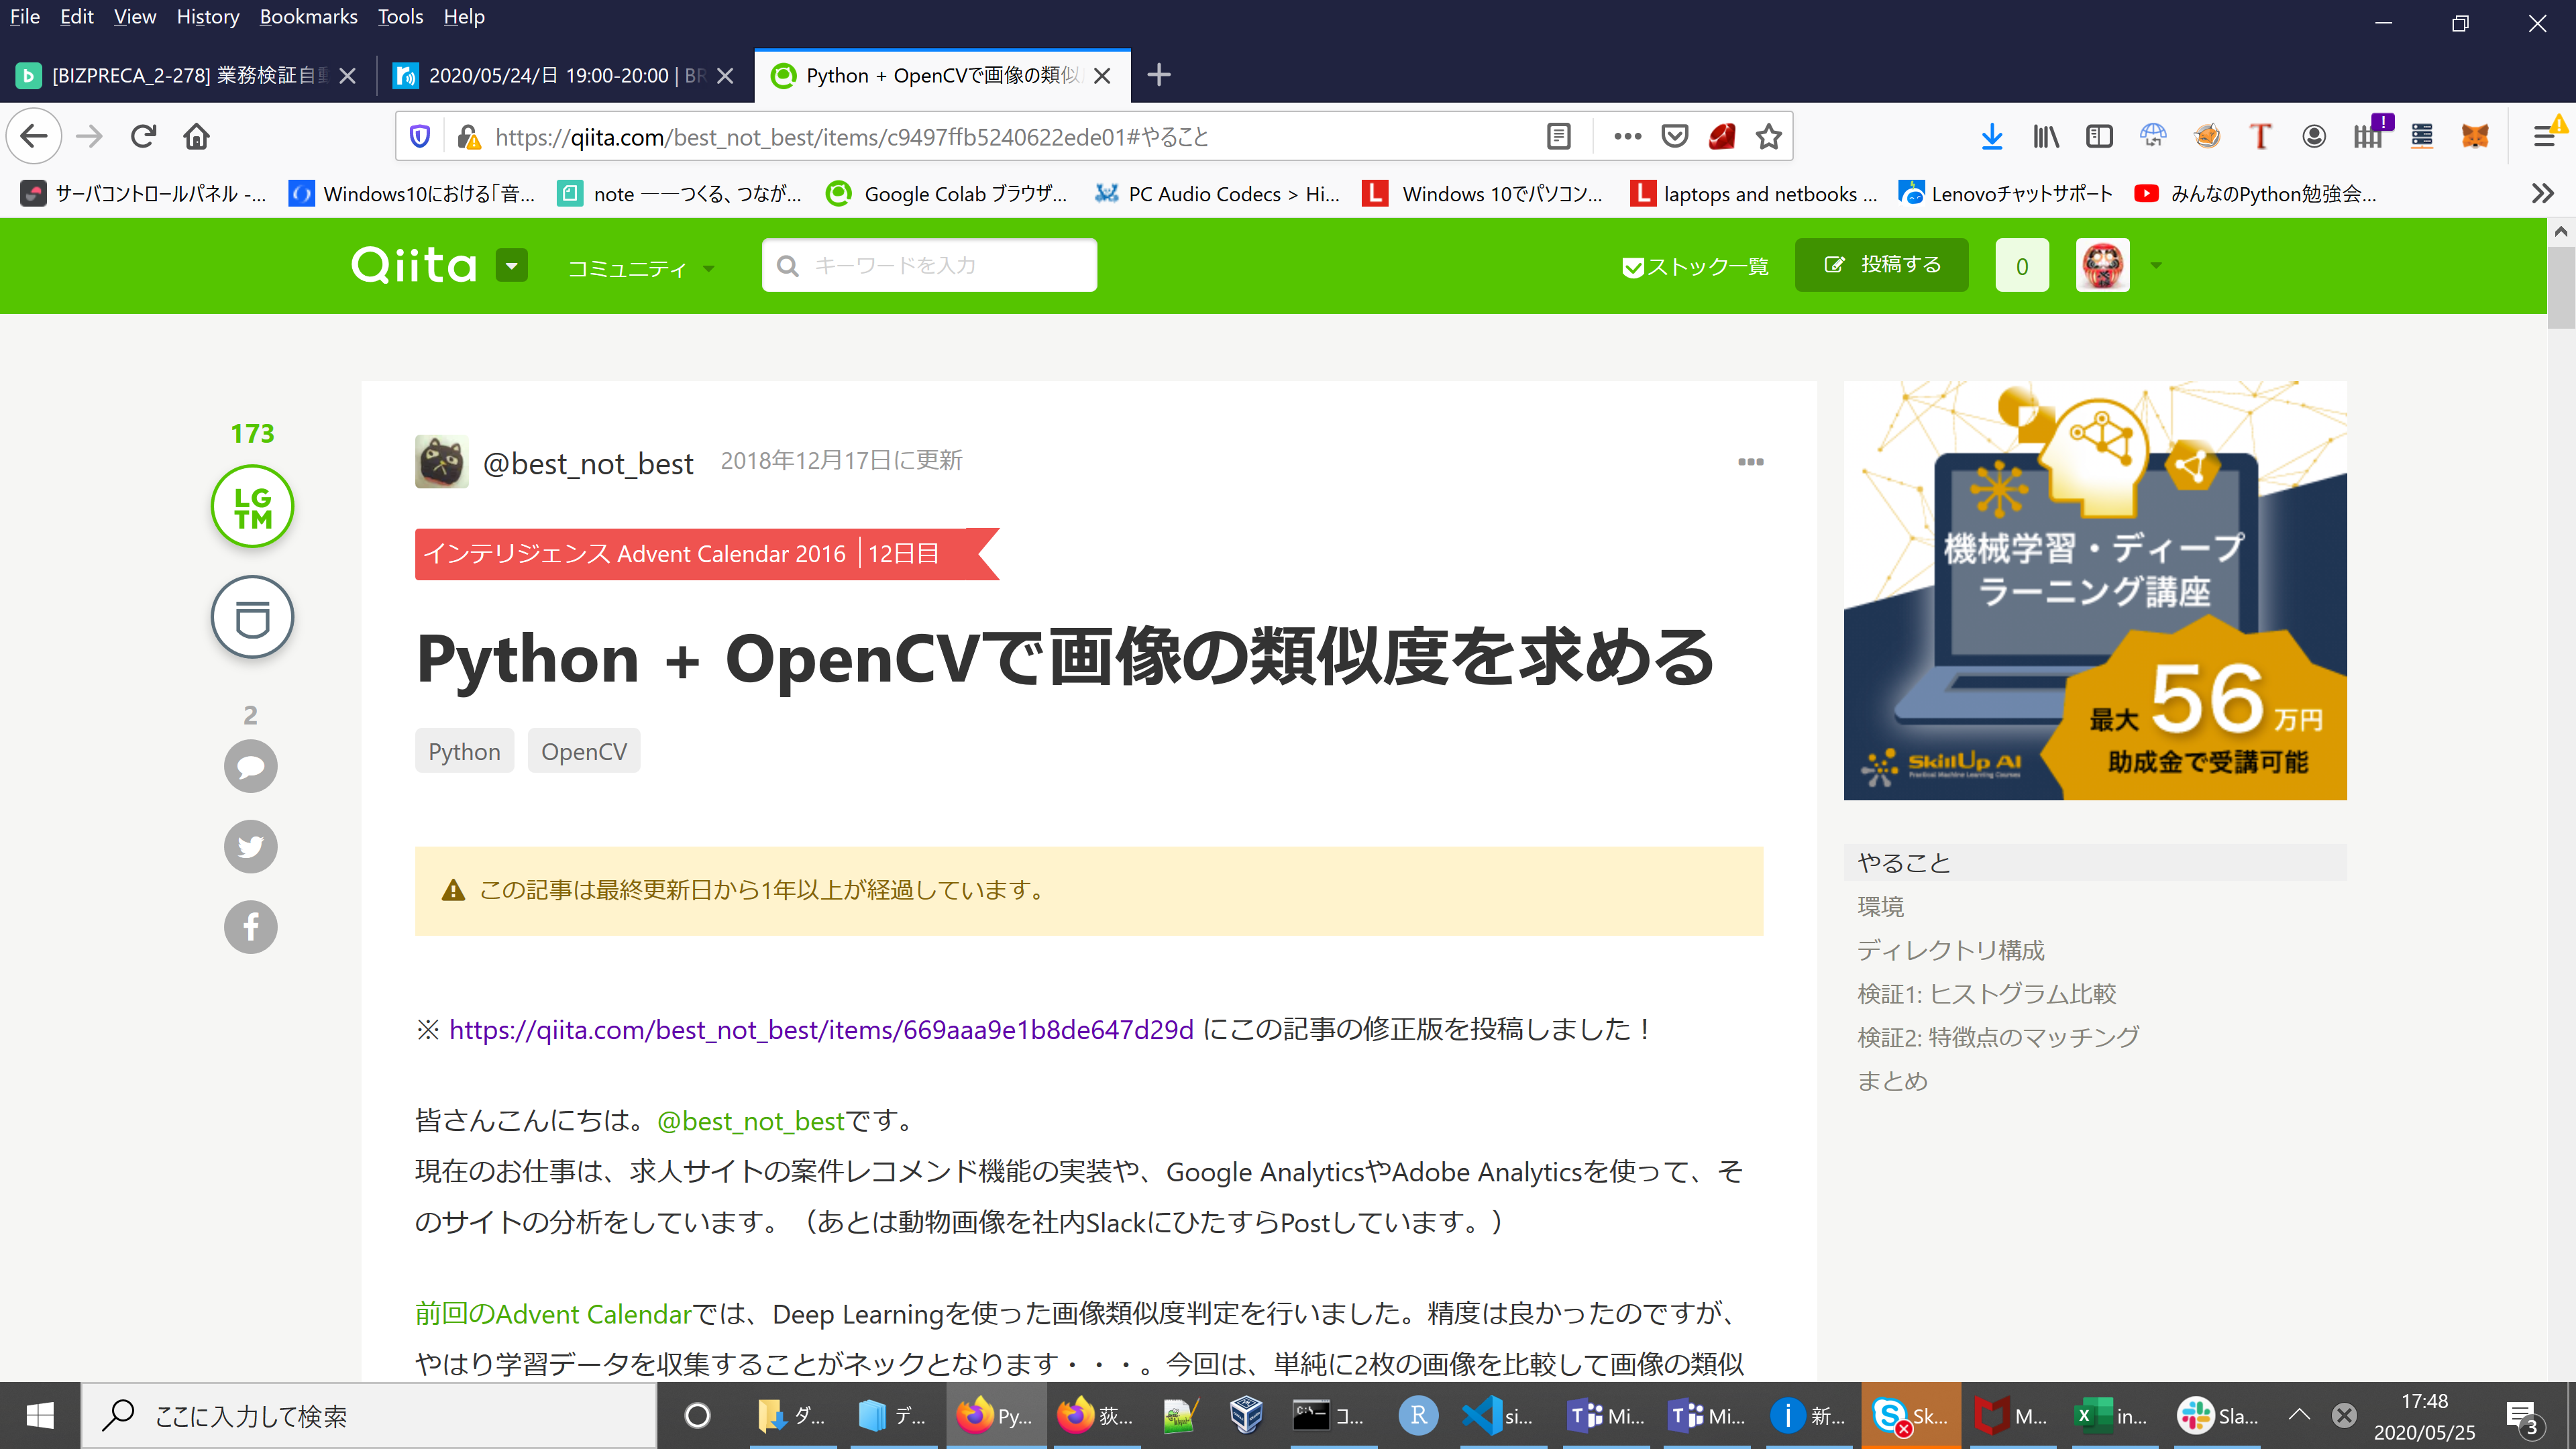 File Edit View History Bookmarks Tools Help
[BIZPRECA_2-278] 業務検証自
2020/05/24/日 19:00-20:00 | BR
Python + OpenCVで画像の類似
https://qiita.com/best_not_best/items/c9497ffb5240622ede01#やること
サーバコントロールパネル -...
Windows10における「音...
note ――つくる、つなが...
Google Colab ブラウザ...
PC Audio Codecs > Hi...
Windows 10でパソコン...
laptops and netbooks ...
Lenovoチャットサポート
みんなのPython勉強会...
Qiita
コミュニティ
キーワードを入力
ストック一覧
投稿する
0
173
LG
TM
2
@best_not_best
2018年12月17日に更新
インテリジェンス Advent Calendar 2016 12日目
Python + OpenCVで画像の類似度を求める
Python
OpenCV
この記事は最終更新日から1年以上が経過しています。
※ https://qiita.com/best_not_best/items/669aaa9e1b8de647d29d にこの記事の修正版を投稿しました！
皆さんこんにちは。@best_not_bestです。
現在のお仕事は、求人サイトの案件レコメンド機能の実装や、Google AnalyticsやAdobe Analyticsを使って、そ
のサイトの分析をしています。（あとは動物画像を社内SlackにひたすらPostしています。）
前回のAdvent Calendarでは、Deep Learningを使った画像類似度判定を行いました。精度は良かったのですが、
やはり学習データを収集することがネックとなります・・・。今回は、単純に2枚の画像を比較して画像の類似
機械学習・ディープ
ラーニング講座
最大 56 万円
助成金で受講可能
SkillUp AI
Practical Machine Learning Courses
やること
環境
ディレクトリ構成
検証1: ヒストグラム比較
検証2: 特徴点のマッチング
まとめ
ここに入力して検索
ダ...
デ...
Py...
荻...
コ...
R
si...
Mi...
Mi...
新...
Sk...
M...
in...
Sla...
17:48
2020/05/25
3